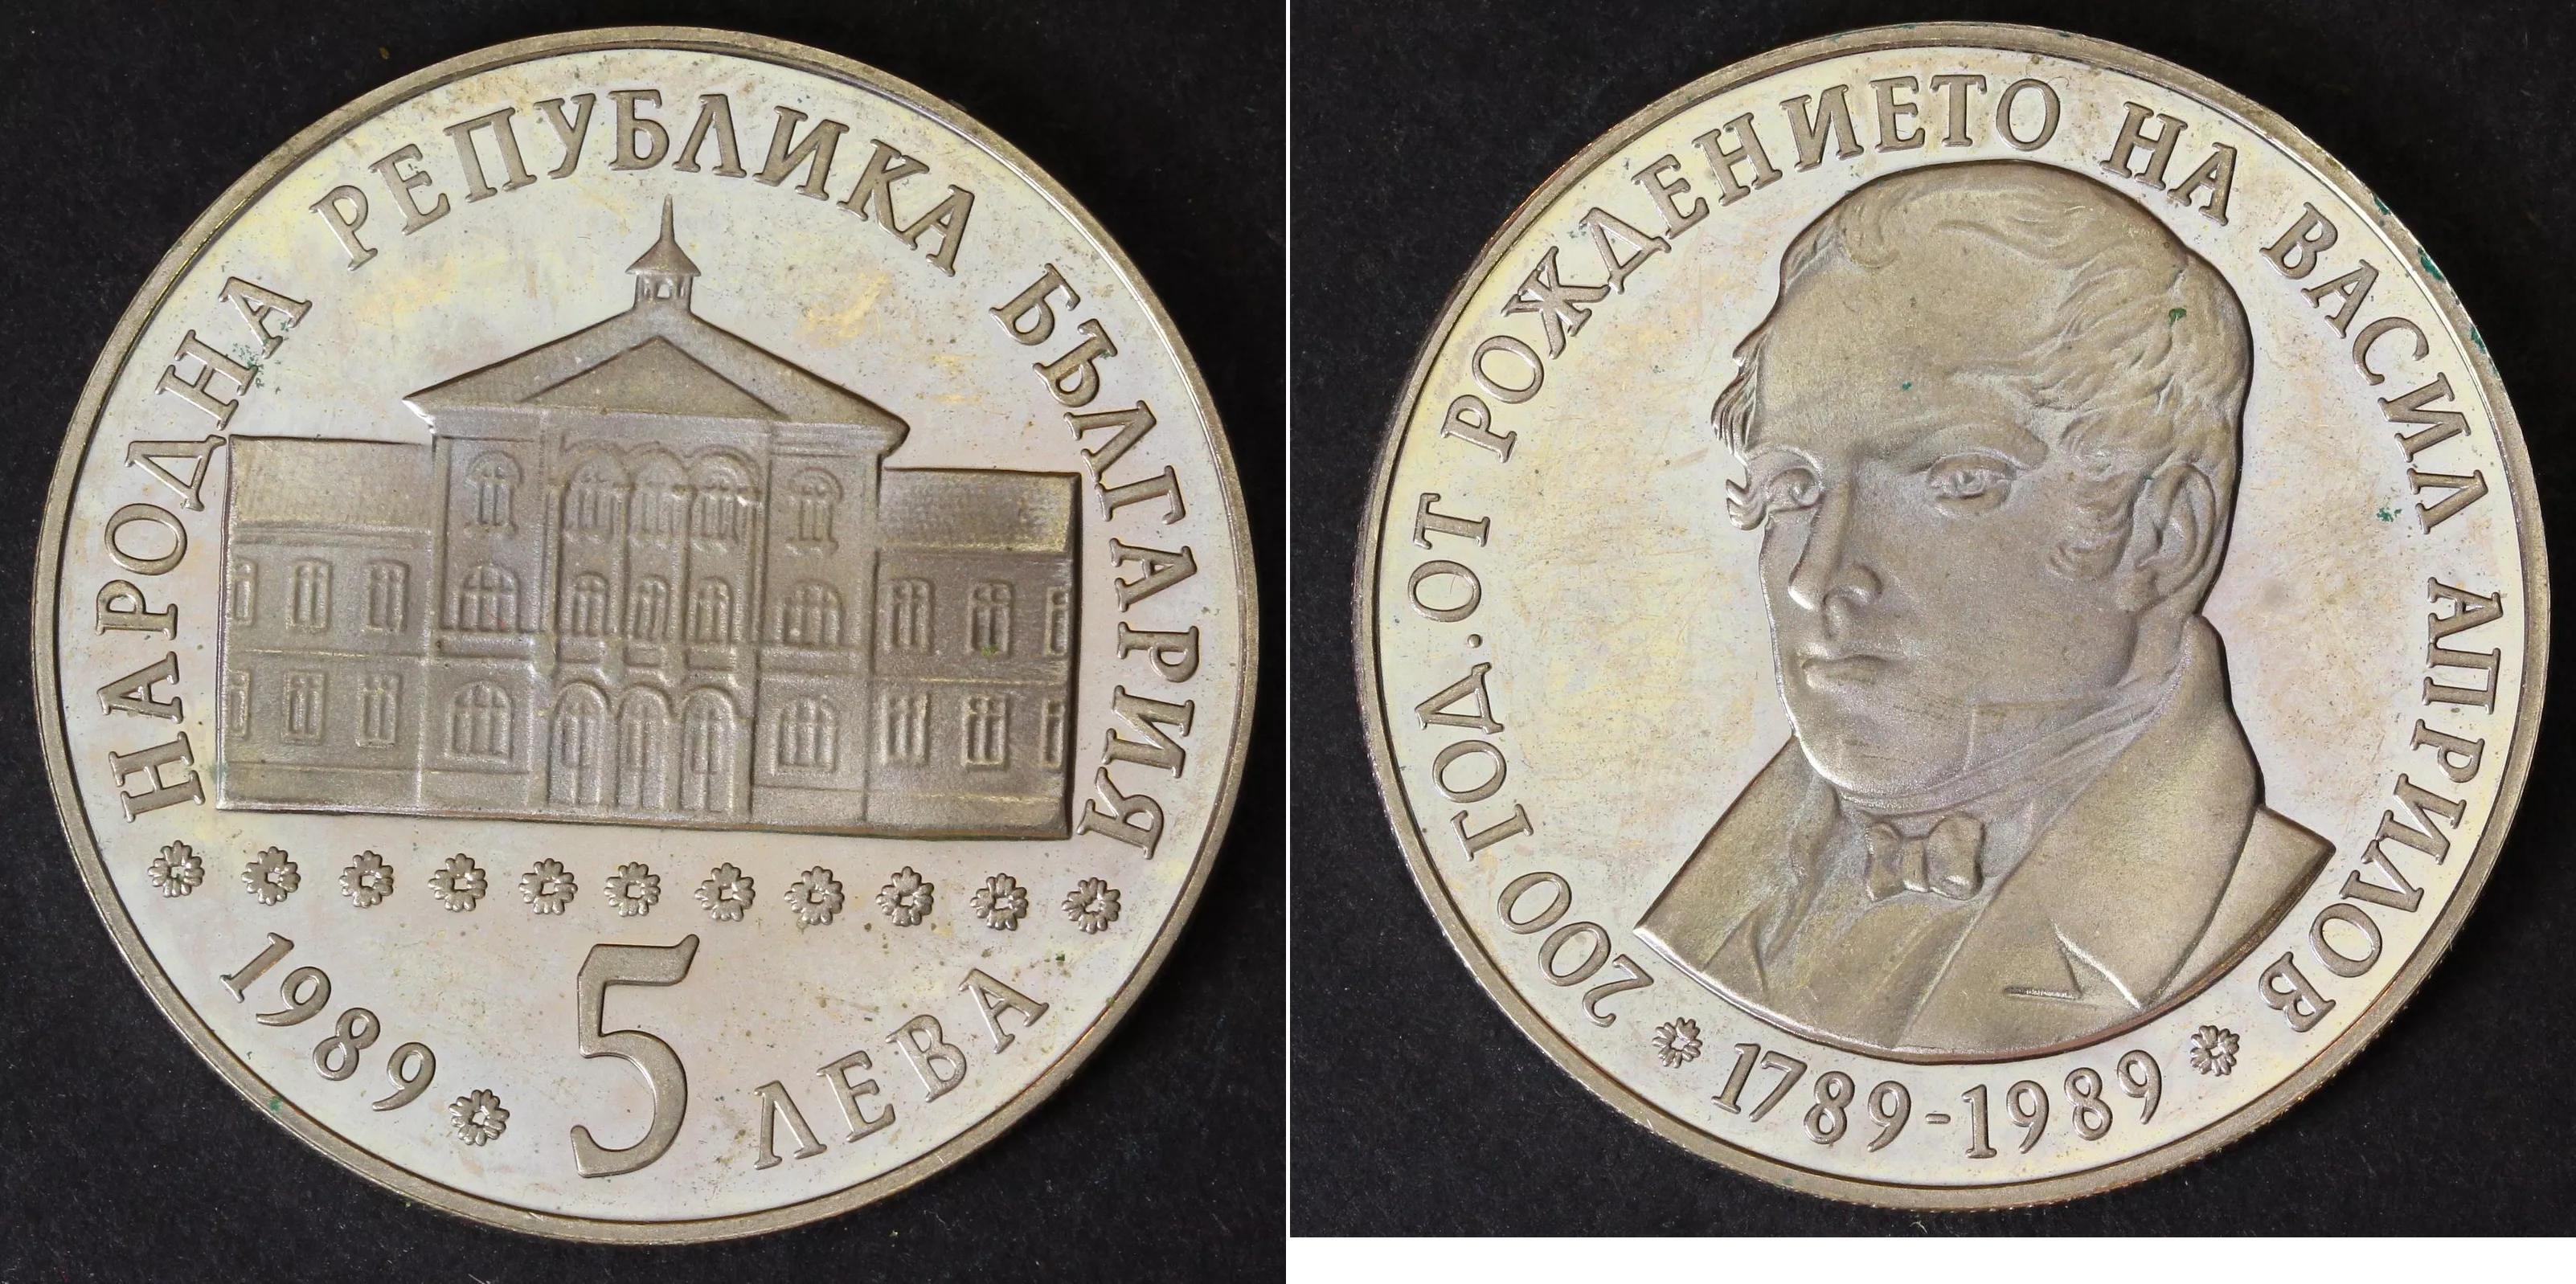 НАРОДНА РЕПУБЛИКА БЪЛГАРИЯ
1989
5
ЛЕВА
200 ГОД. ОТ РОЖДЕНИЕТО НА ВАСИЛ АПРИЛОВ
1789-1989